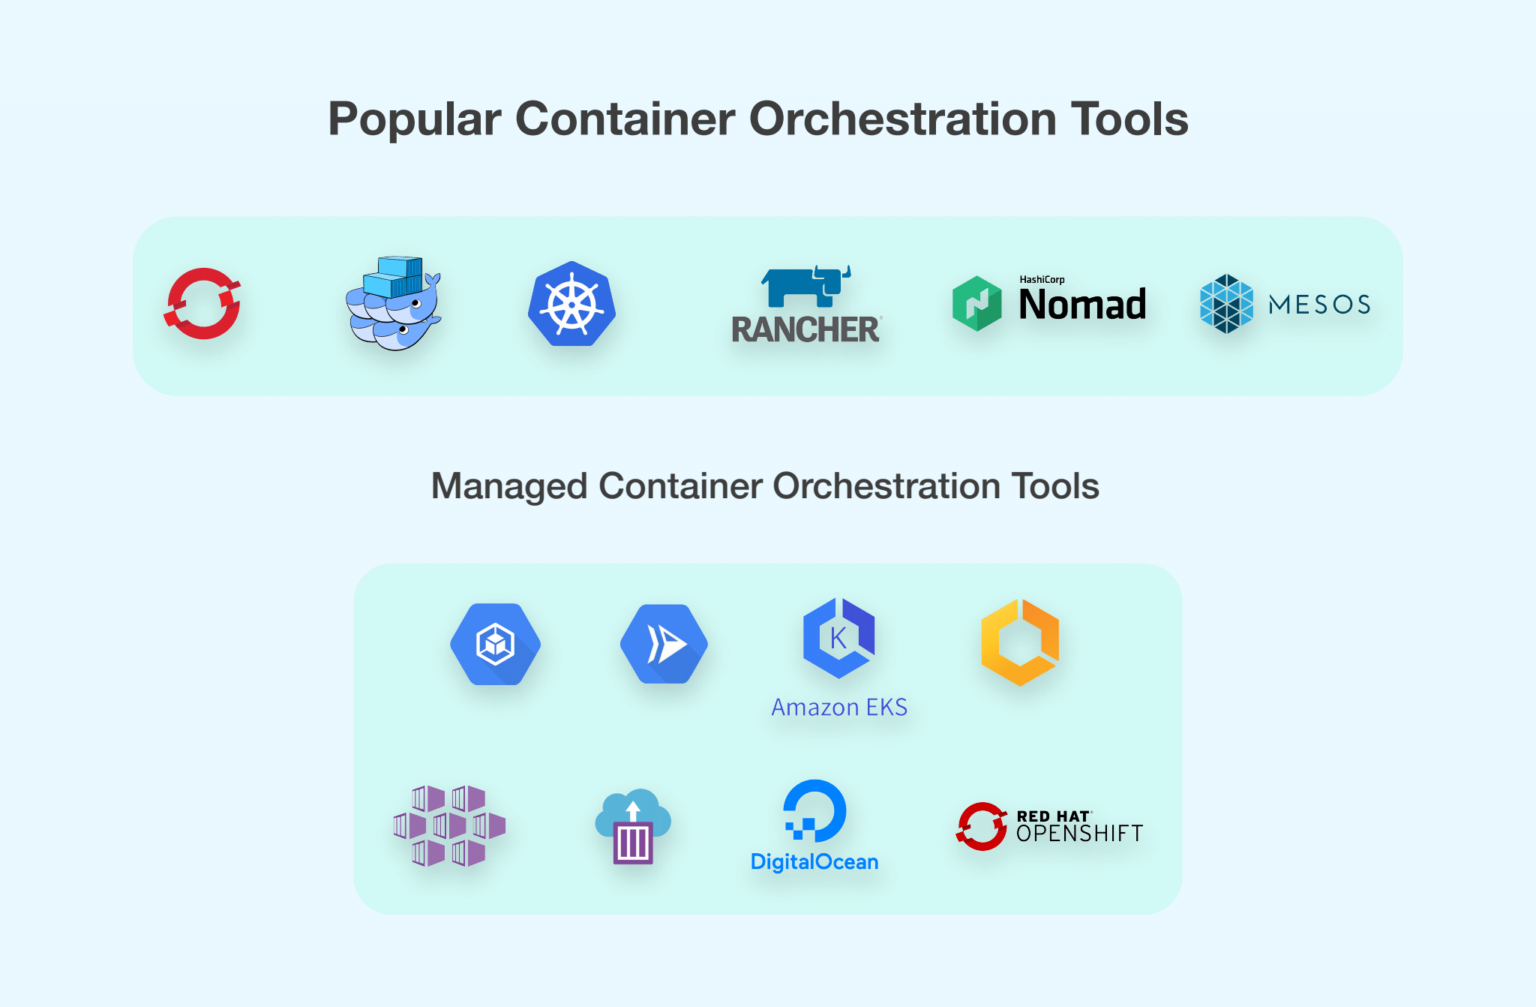 Popular Container Orchestration Tools
RANCHER
HashiCorp
Nomad
MESOS
Managed Container Orchestration Tools
K
Amazon EKS
DigitalOcean
RED HAT
OPENSHIFT